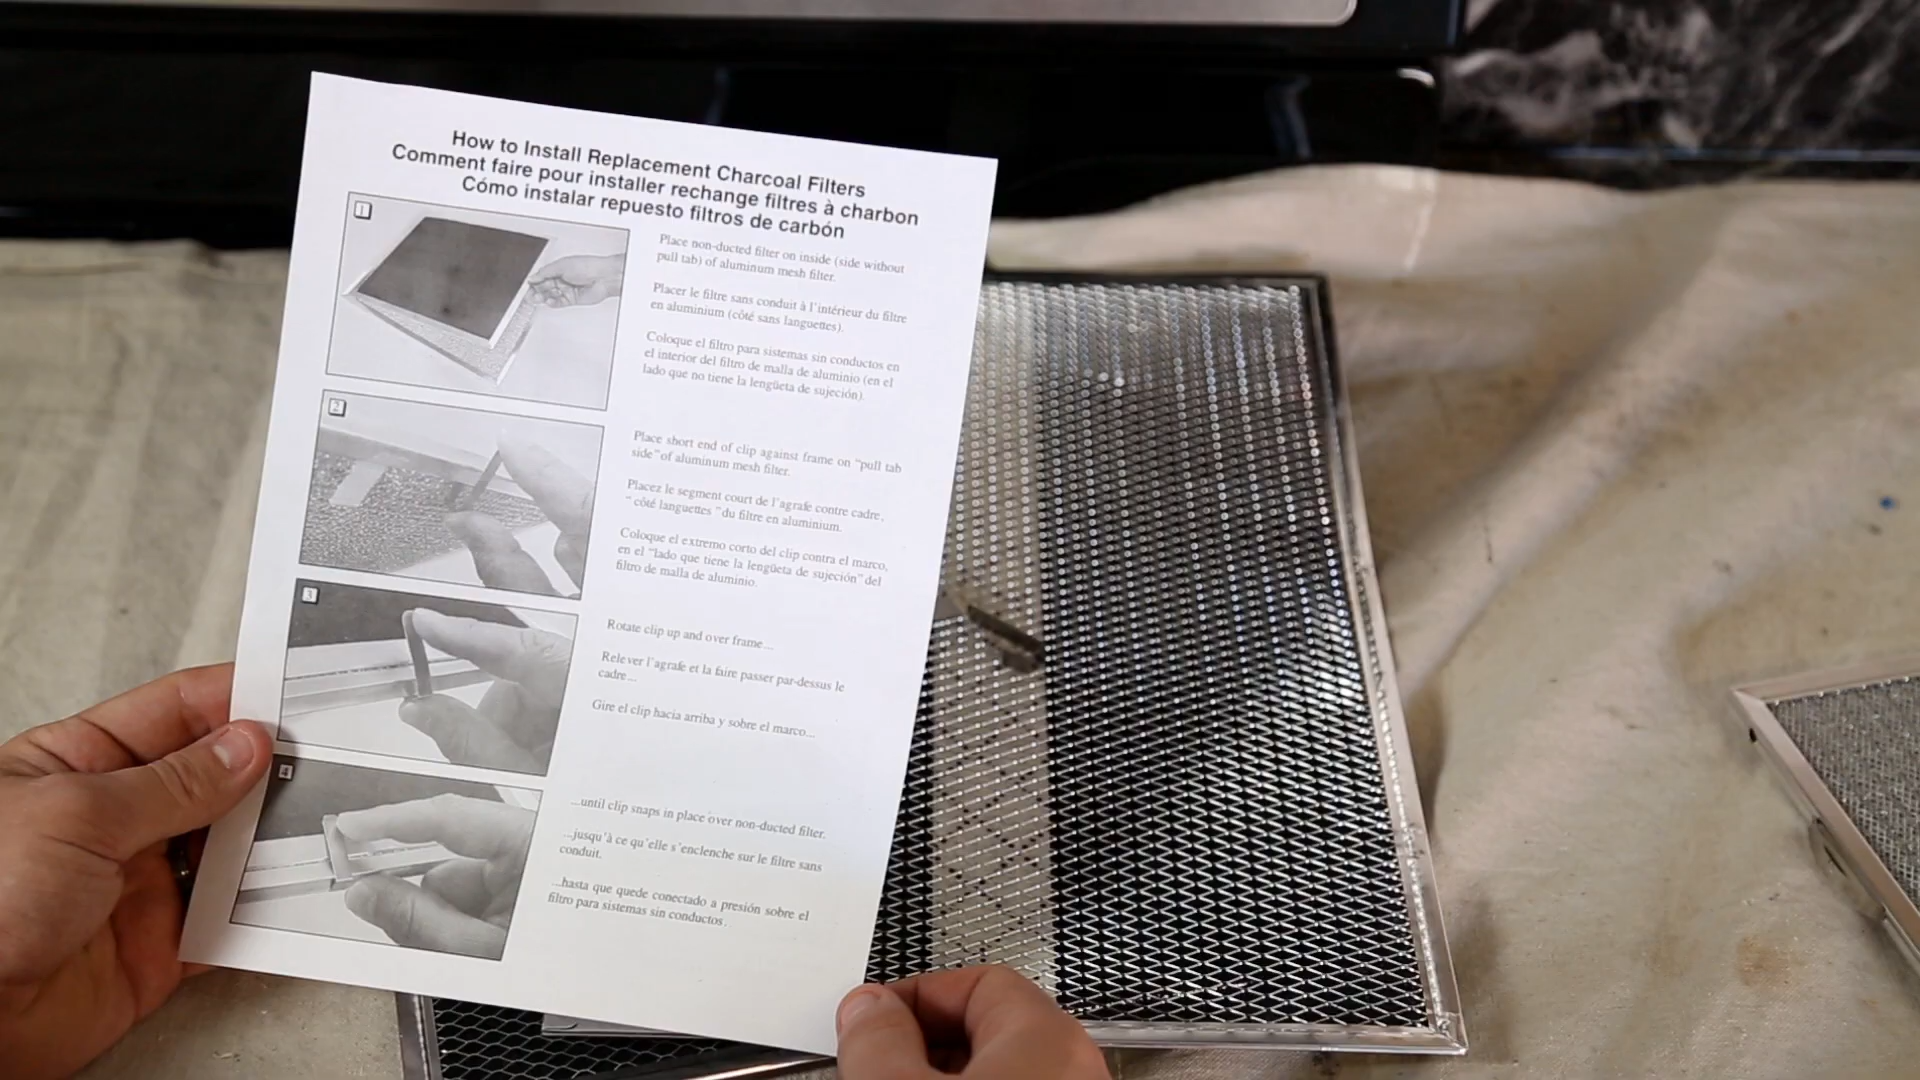 How to Install Replacement Charcoal Filters
Comment faire pour installer rechange filtres à charbon
Cómo instalar repuesto filtros de carbón
1
Place non-ducted filter on inside (side without
pull tab) of aluminum mesh filter.
Placer le filtre sans conduit à l'intérieur du filtre
en aluminium (côté sans languettes).
Coloque el filtro para sistemas sin conductos en
el interior del filtro de malla de aluminio (en el
lado que no tiene la lengüeta de sujeción).
2
Place short end of clip against frame on "pull tab
side" of aluminum mesh filter.
Placez le segment court de l'agrafe contre cadre,
"côté languettes" du filtre en aluminium.
Coloque el extremo corto del clip contra el marco,
en el "lado que tiene la lengüeta de sujeción" del
filtro de malla de aluminio.
3
Rotate clip up and over frame...
Relever l'agrafe et la faire passer par-dessus le
cadre...
Gire el clip hacia arriba y sobre el marco...
4
...until clip snaps in place over non-ducted filter.
...jusqu'à ce qu'elle s'enclenche sur le filtre sans
conduit.
...hasta que quede conectado a presión sobre el
filtro para sistemas sin conductos.